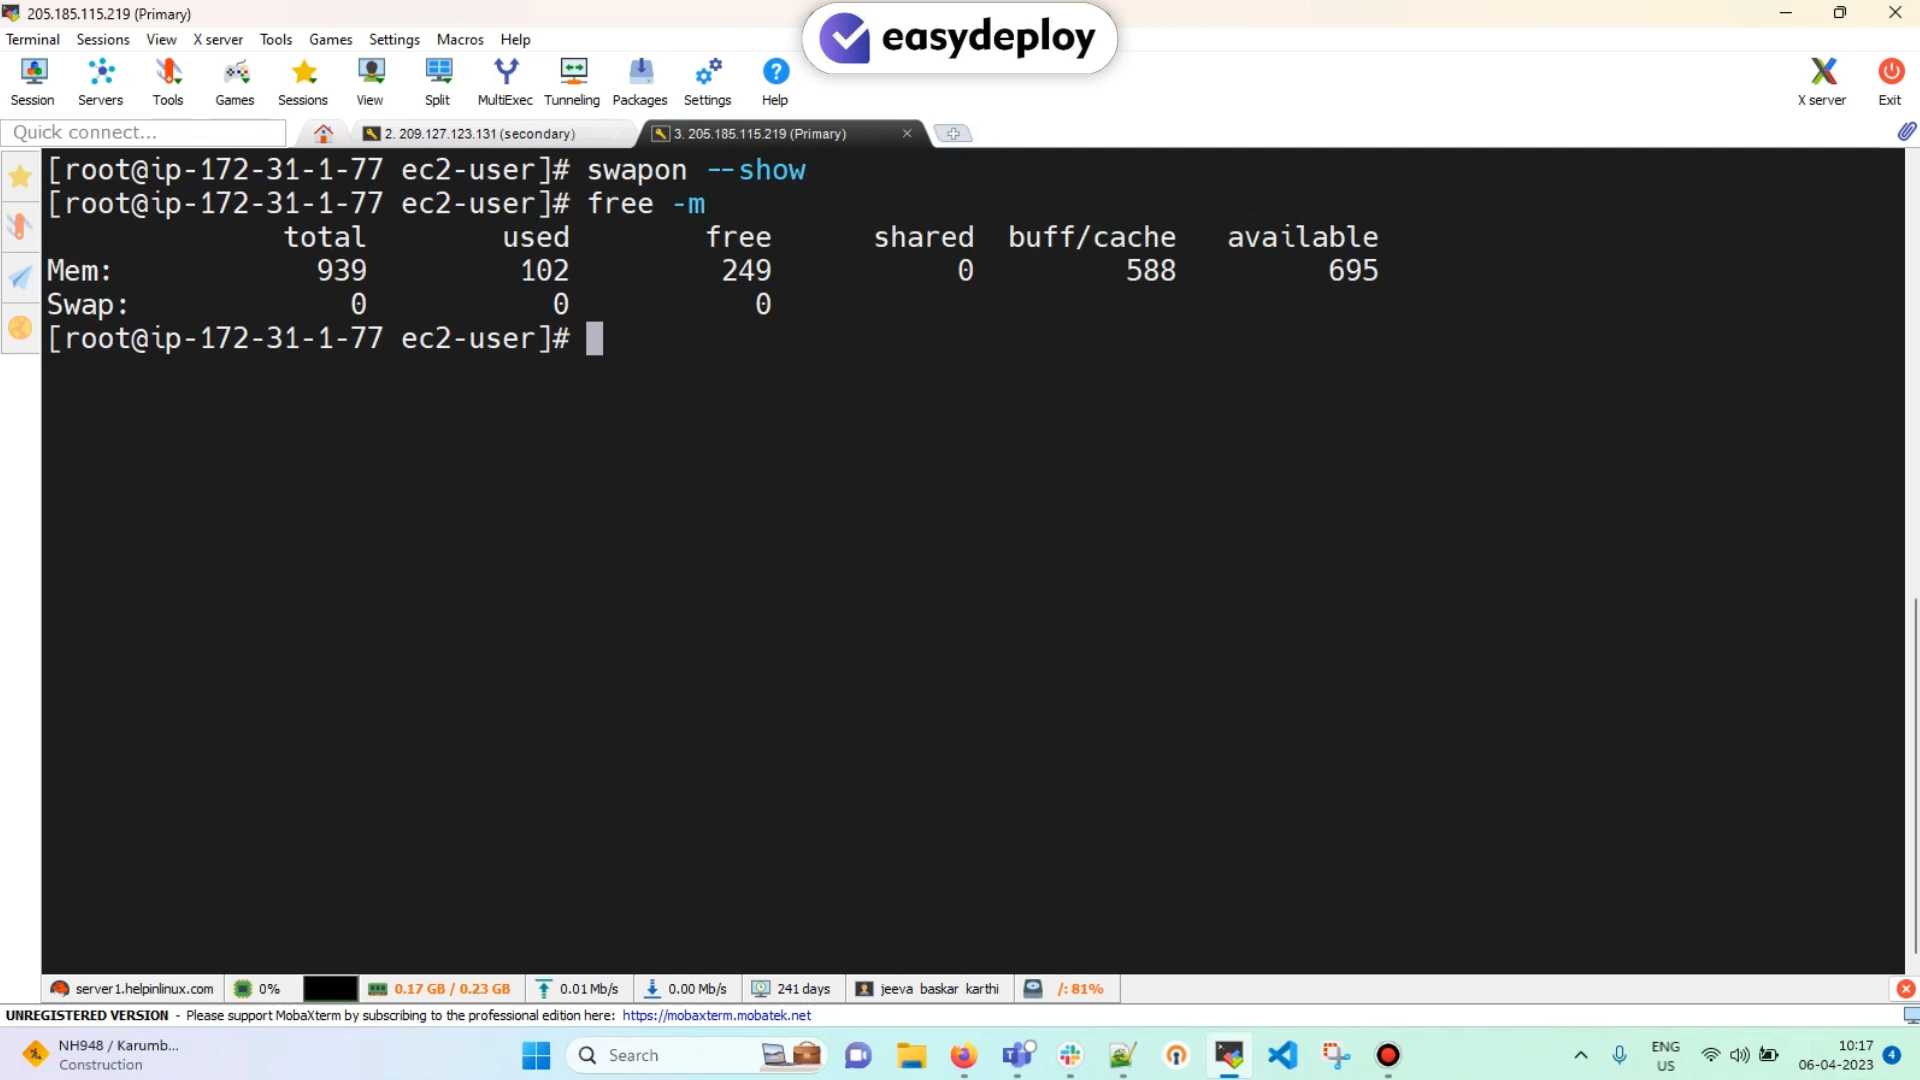 205.185.115.219 (Primary)
easydeploy
Terminal Sessions View X server Tools Games Settings Macros Help
Session Servers Tools Games Sessions View Split MultiExec Tunneling Packages Settings Help X server Exit
Quick connect... 2. 209.127.123.131 (secondary) 3. 205.185.115.219 (Primary)
[root@ip-172-31-1-77 ec2-user]# swapon --show
[root@ip-172-31-1-77 ec2-user]# free -m
total used free shared buff/cache available
Mem: 939 102 249 0 588 695
Swap: 0 0 0
[root@ip-172-31-1-77 ec2-user]#
server1.helpinlinux.com 0% 0.17 GB / 0.23 GB 0.01 Mb/s 0.00 Mb/s 241 days jeeva baskar karthi /: 81%
UNREGISTERED VERSION - Please support MobaXterm by subscribing to the professional edition here: https://mobaxterm.mobatek.net
NH948 / Karumb...
Construction
Search
ENG
US
10:17
06-04-2023
4